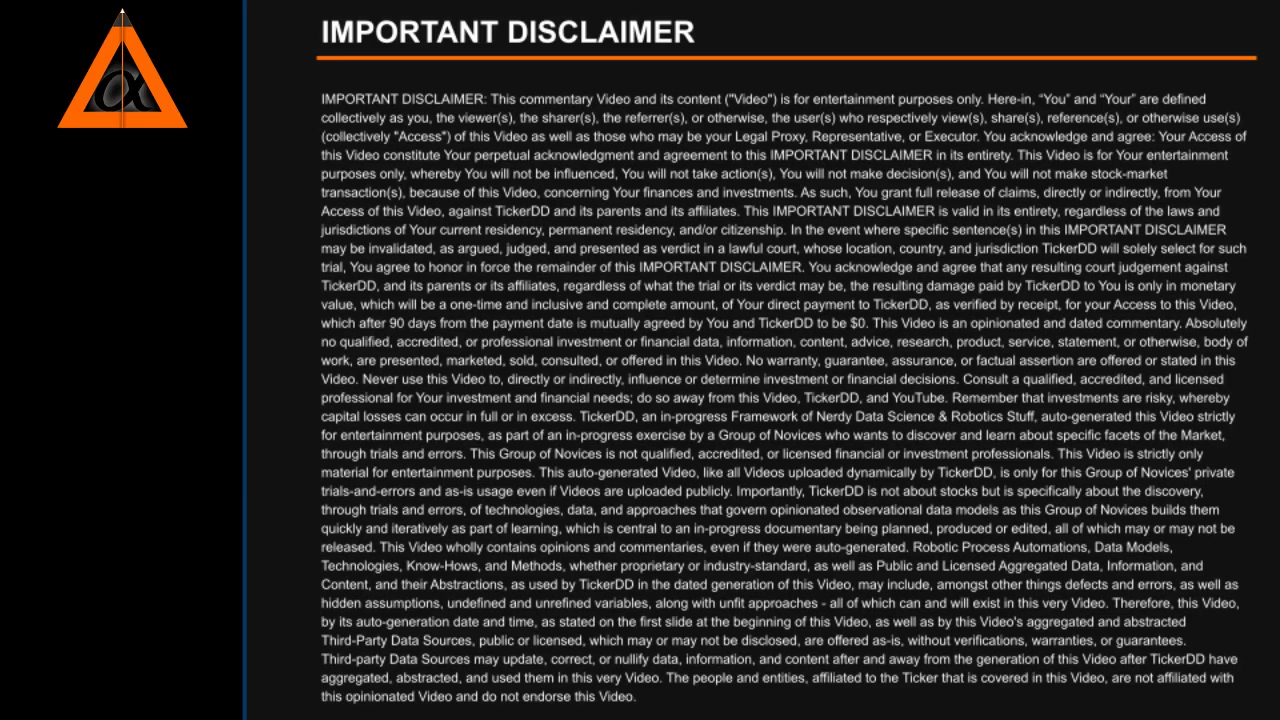 IMPORTANT DISCLAIMER
IMPORTANT DISCLAIMER: This commentary Video and its content ("Video") is for entertainment purposes only. Here-in, “You” and “Your” are defined
collectively as you, the viewer(s), the sharer(s), the referrer(s), or otherwise, the user(s) who respectively view(s), share(s), reference(s), or otherwise use(s)
(collectively "Access") of this Video as well as those who may be your Legal Proxy, Representative, or Executor. You acknowledge and agree: Your Access of
this Video constitute Your perpetual acknowledgment and agreement to this IMPORTANT DISCLAIMER in its entirety. This Video is for Your entertainment
purposes only, whereby You will not be influenced, You will not take action(s), You will not make decision(s), and You will not make stock-market
transaction(s), because of this Video, concerning Your finances and investments. As such, You grant full release of claims, directly or indirectly, from Your
Access of this Video, against TickerDD and its parents and its affiliates. This IMPORTANT DISCLAIMER is valid in its entirety, regardless of the laws and
jurisdictions of Your current residency, permanent residency, and/or citizenship. In the event where specific sentence(s) in this IMPORTANT DISCLAIMER
may be invalidated, as argued, judged, and presented as verdict in a lawful court, whose location, country, and jurisdiction TickerDD will solely select for such
trial, You agree to honor in force the remainder of this IMPORTANT DISCLAIMER. You acknowledge and agree that any resulting court judgement against
TickerDD, and its parents or its affiliates, regardless of what the trial or its verdict may be, the resulting damage paid by TickerDD to You is only in monetary
value, which will be a one-time and inclusive and complete amount, of Your direct payment to TickerDD, as verified by receipt, for your Access to this Video,
which after 90 days from the payment date is mutually agreed by You and TickerDD to be $0. This Video is an opinionated and dated commentary. Absolutely
no qualified, accredited, or professional investment or financial data, information, content, advice, research, product, service, statement, or otherwise, body of
work, are presented, marketed, sold, consulted, or offered in this Video. No warranty, guarantee, assurance, or factual assertion are offered or stated in this
Video. Never use this Video to, directly or indirectly, influence or determine investment or financial decisions. Consult a qualified, accredited, and licensed
professional for Your investment and financial needs; do so away from this Video, TickerDD, and YouTube. Remember that investments are risky, whereby
capital losses can occur in full or in excess. TickerDD, an in-progress Framework of Nerdy Data Science & Robotics Stuff, auto-generated this Video strictly
for entertainment purposes, as part of an in-progress exercise by a Group of Novices who wants to discover and learn about specific facets of the Market,
through trials and errors. This Group of Novices is not qualified, accredited, or licensed financial or investment professionals. This Video is strictly only
material for entertainment purposes. This auto-generated Video, like all Videos uploaded dynamically by TickerDD, is only for this Group of Novices' private
trials-and-errors and as-is usage even if Videos are uploaded publicly. Importantly, TickerDD is not about stocks but is specifically about the discovery,
through trials and errors, of technologies, data, and approaches that govern opinionated observational data models as this Group of Novices builds them
quickly and iteratively as part of learning, which is central to an in-progress documentary being planned, produced or edited, all of which may or may not be
released. This Video wholly contains opinions and commentaries, even if they were auto-generated. Robotic Process Automations, Data Models,
Technologies, Know-Hows, and Methods, whether proprietary or industry-standard, as well as Public and Licensed Aggregated Data, Information, and
Content, and their Abstractions, as used by TickerDD in the dated generation of this Video, may include, amongst other things defects and errors, as well as
hidden assumptions, undefined and unrefined variables, along with unfit approaches - all of which can and will exist in this very Video. Therefore, this Video,
by its auto-generation date and time, as stated on the first slide at the beginning of this Video, as well as by this Video's aggregated and abstracted
Third-Party Data Sources, public or licensed, which may or may not be disclosed, are offered as-is, without verifications, warranties, or guarantees.
Third-party Data Sources may update, correct, or nullify data, information, and content after and away from the generation of this Video after TickerDD have
aggregated, abstracted, and used them in this very Video. The people and entities, affiliated to the Ticker that is covered in this Video, are not affiliated with
this opinionated Video and do not endorse this Video.